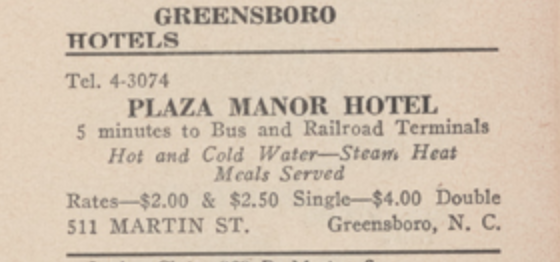 GREENSBORO
HOTELS
Tel. 4-3074
PLAZA MANOR HOTEL
5 minutes to Bus and Railroad Terminals
Hot and Cold Water—Steam Heat
Meals Served
Rates—$2.00 & $2.50 Single—$4.00 Double
511 MARTIN ST. Greensboro, N. C.